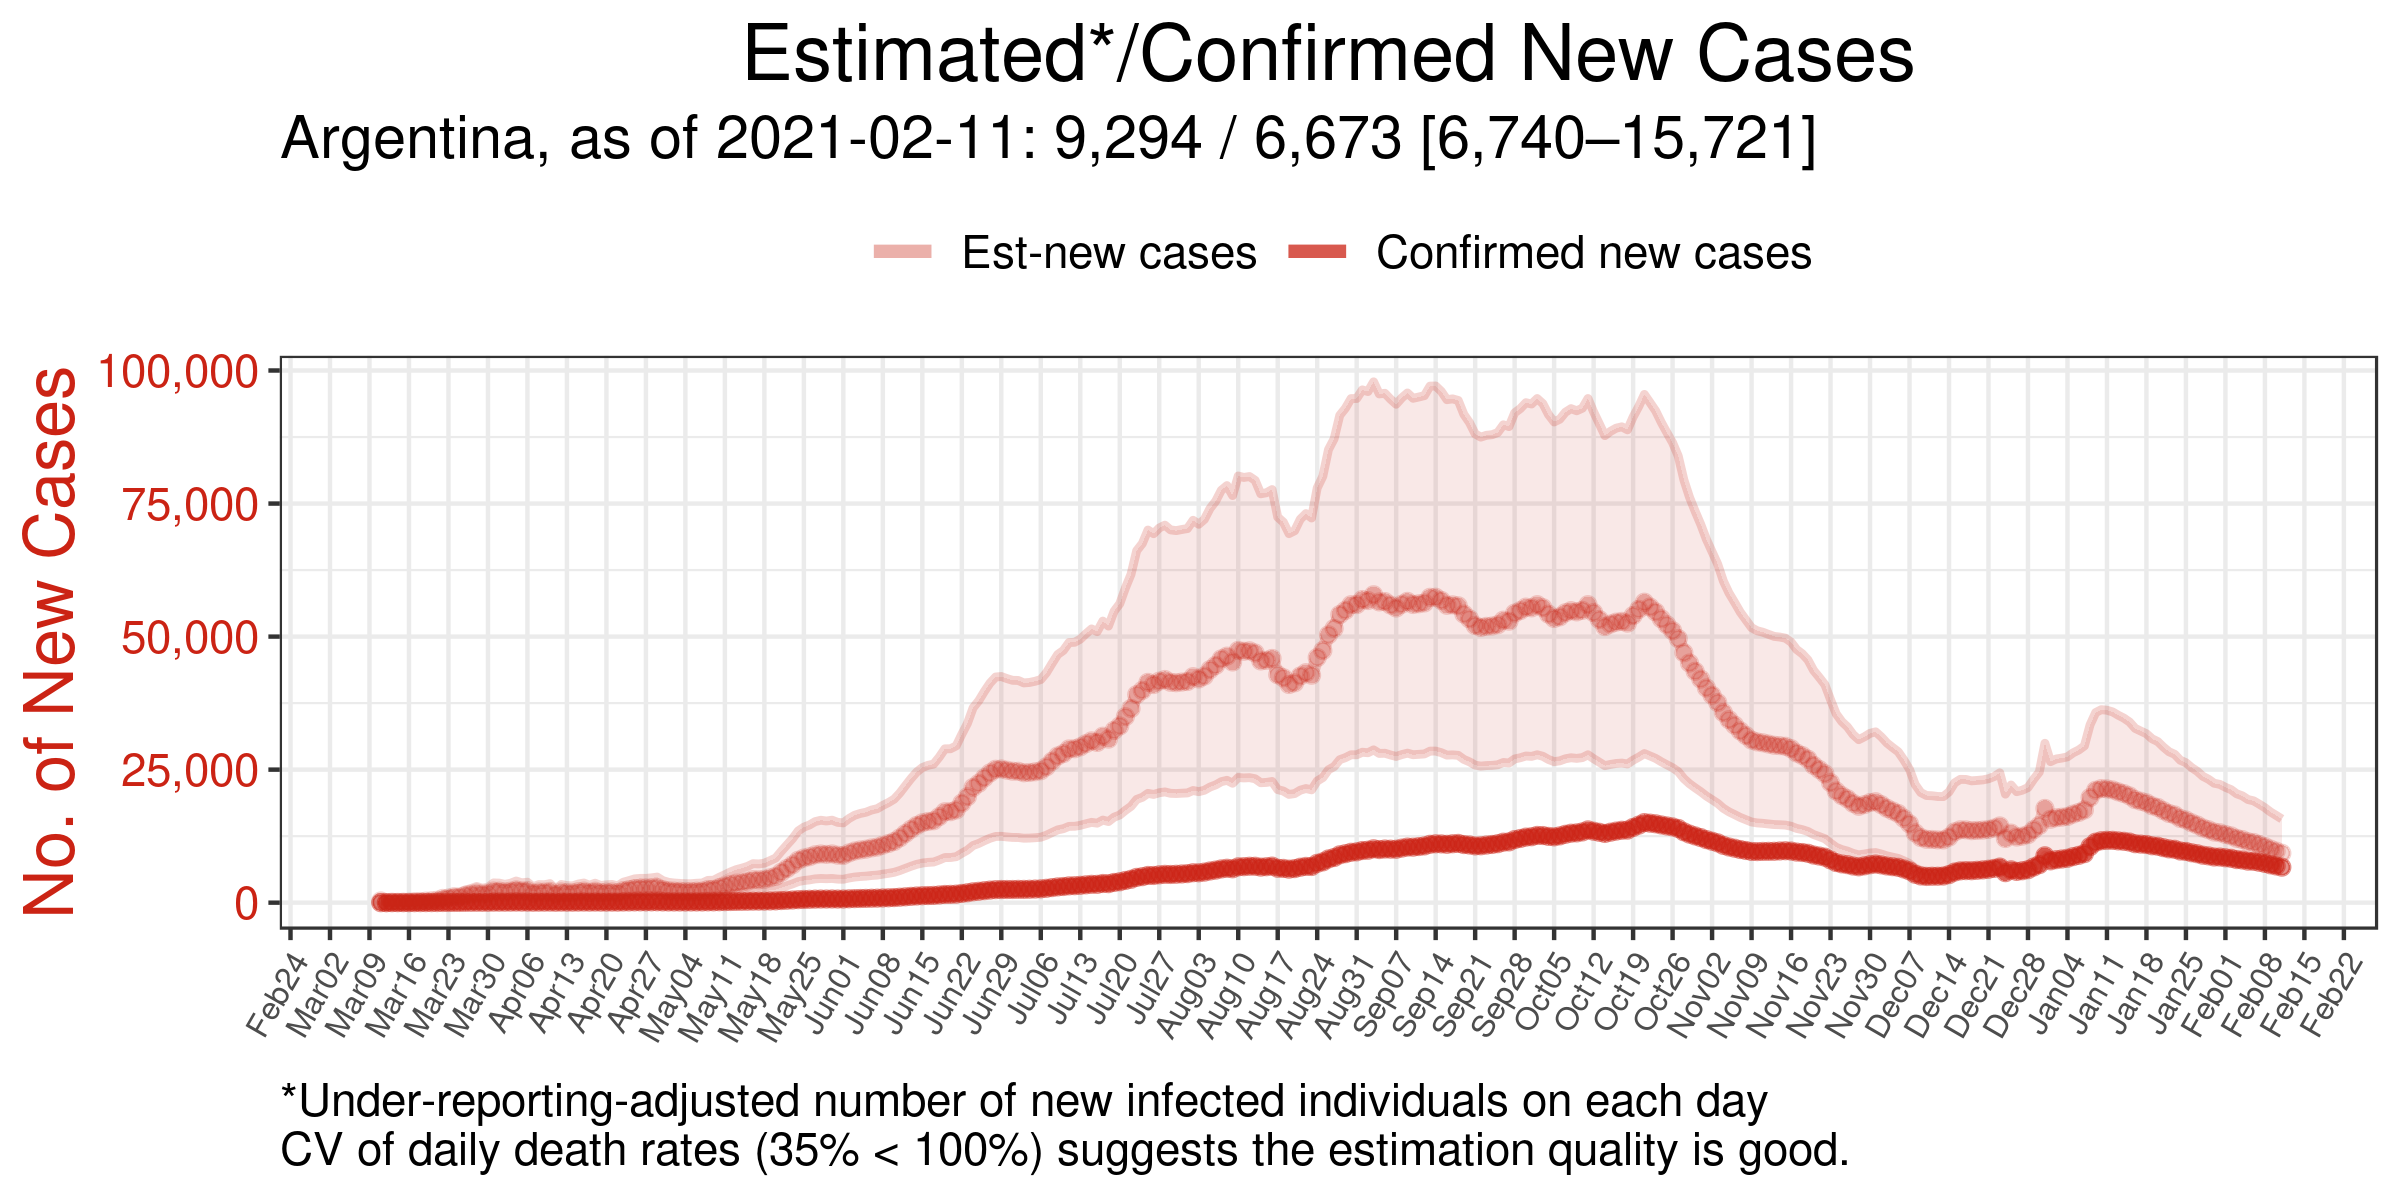 Estimated*/Confirmed New Cases
Argentina, as of 2021-02-11: 9,294 / 6,673 [6,740–15,721]
Est-new cases
Confirmed new cases
No. of New Cases
100,000
75,000
50,000
25,000
0
Feb24
Mar02
Mar09
Mar16
Mar23
Mar30
Apr06
Apr13
Apr20
Apr27
May04
May11
May18
May25
Jun01
Jun08
Jun15
Jun22
Jun29
Jul06
Jul13
Jul20
Jul27
Aug03
Aug10
Aug17
Aug24
Aug31
Sep07
Sep14
Sep21
Sep28
Oct05
Oct12
Oct19
Oct26
Nov02
Nov09
Nov16
Nov23
Nov30
Dec07
Dec14
Dec21
Dec28
Jan04
Jan11
Jan18
Jan25
Feb01
Feb08
Feb15
Feb22
*Under-reporting-adjusted number of new infected individuals on each day
CV of daily death rates (35% < 100%) suggests the estimation quality is good.